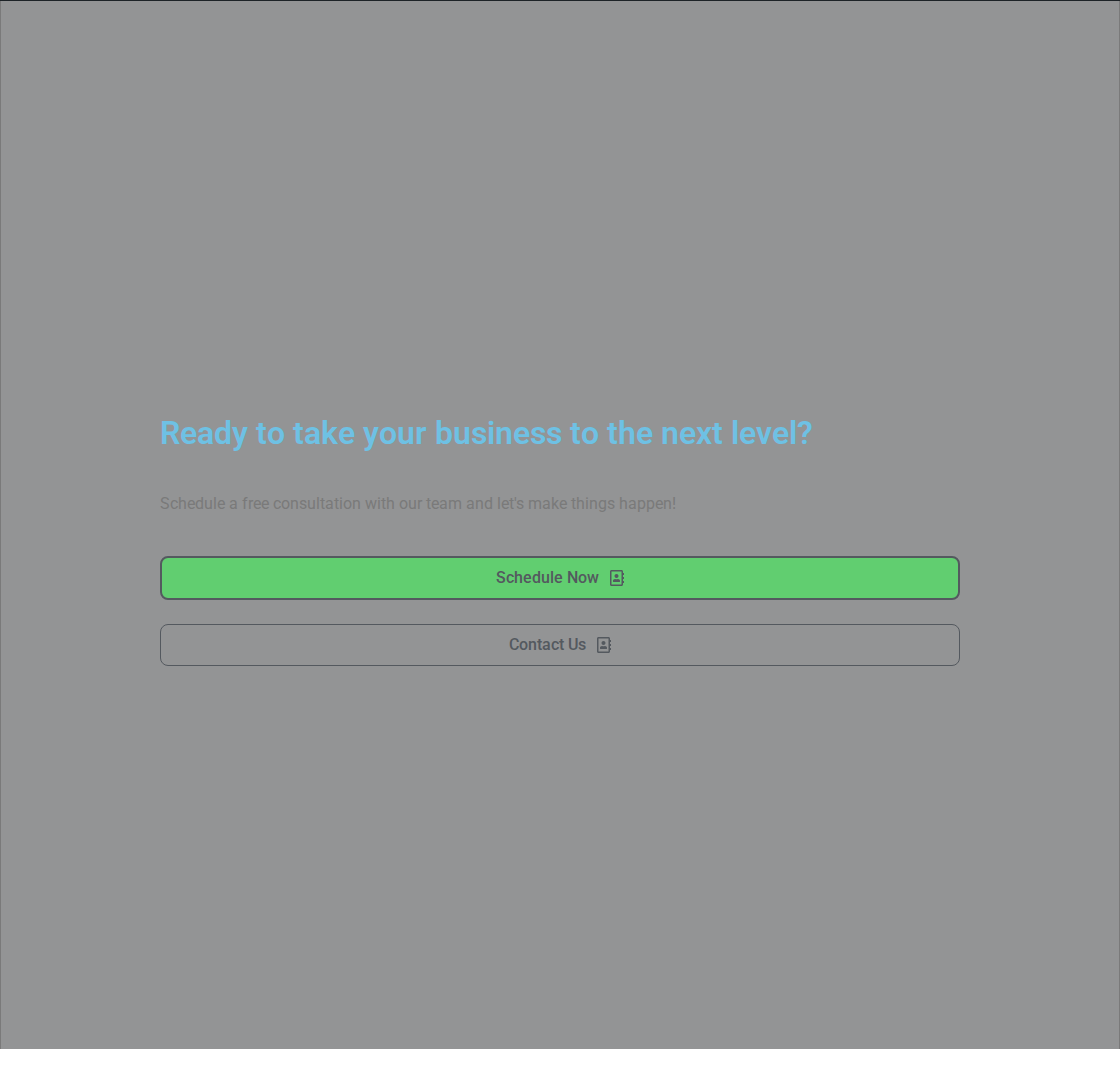 Ready to take your business to the next level?
Schedule a free consultation with our team and let's make things happen!
Schedule Now
Contact Us